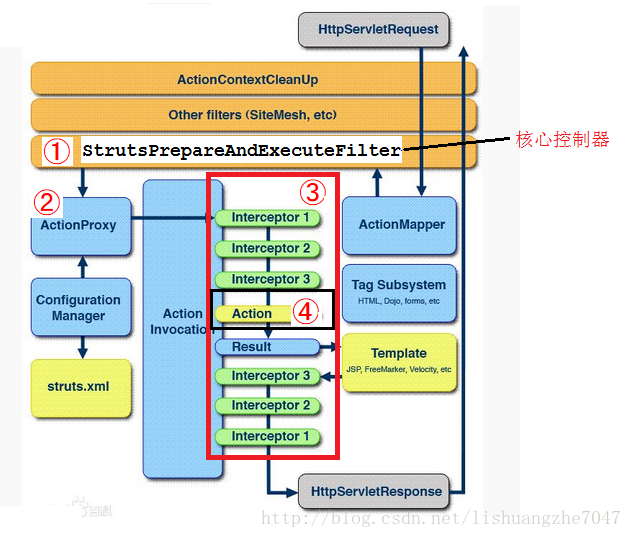 HttpServletRequest
ActionContextCleanUp
Other filters (SiteMesh, etc)
① StrutsPrepareAndExecuteFilter
核心控制器
②
ActionProxy
Configuration
Manager
struts.xml
Action
Invocation
③
Interceptor 1
Interceptor 2
Interceptor 3
Action ④
Result
Interceptor 3
Interceptor 2
Interceptor 1
ActionMapper
Tag Subsystem
HTML, Dojo, forms, etc
Template
JSP, FreeMarker, Velocity, etc
HttpServletResponse
百科
http://blog.csdn.net/lishuangzhe7047